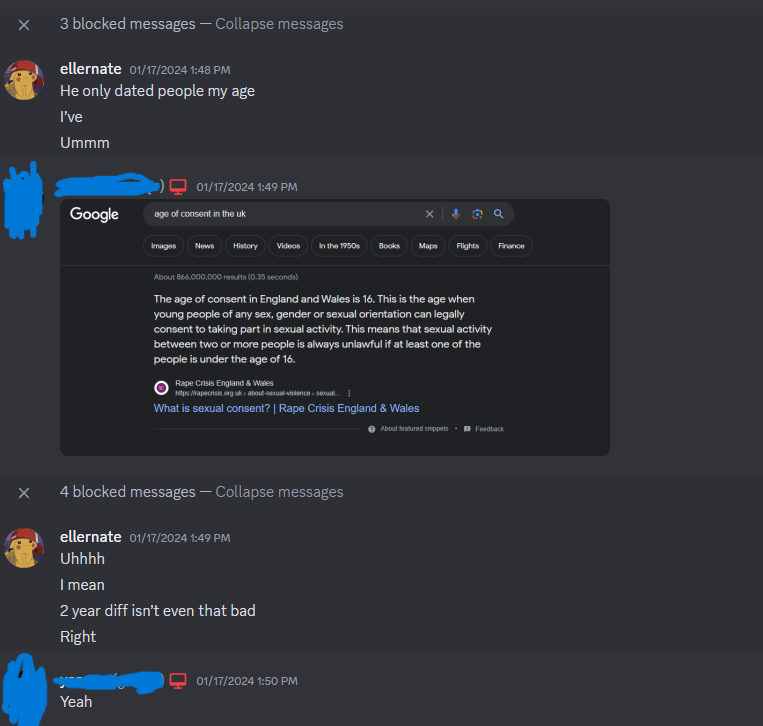 3 blocked messages — Collapse messages
ellernate 01/17/2024 1:48 PM
He only dated people my age
I've
Ummm
01/17/2024 1:49 PM
Google
age of consent in the uk
Images News History Videos In the 1950s Books Maps Flights Finance
About 866,000,000 results (0.35 seconds)
The age of consent in England and Wales is 16. This is the age when
young people of any sex, gender or sexual orientation can legally
consent to taking part in sexual activity. This means that sexual activity
between two or more people is always unlawful if at least one of the
people is under the age of 16.
Rape Crisis England & Wales
https://rapecrisis.org.uk › about-sexual-violence › sexual...
What is sexual consent? | Rape Crisis England & Wales
About featured snippets • Feedback
4 blocked messages — Collapse messages
ellernate 01/17/2024 1:49 PM
Uhhhh
I mean
2 year diff isn't even that bad
Right
01/17/2024 1:50 PM
Yeah